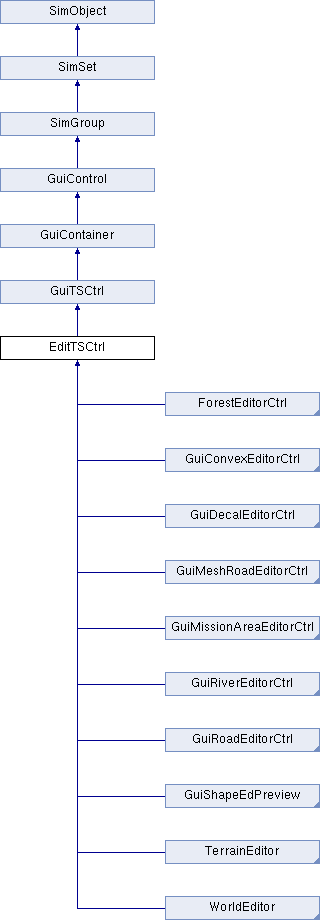 SimObject
SimSet
SimGroup
GuiControl
GuiContainer
GuiTSCtrl
EditTSCtrl
ForestEditorCtrl
GuiConvexEditorCtrl
GuiDecalEditorCtrl
GuiMeshRoadEditorCtrl
GuiMissionAreaEditorCtrl
GuiRiverEditorCtrl
GuiRoadEditorCtrl
GuiShapeEdPreview
TerrainEditor
WorldEditor